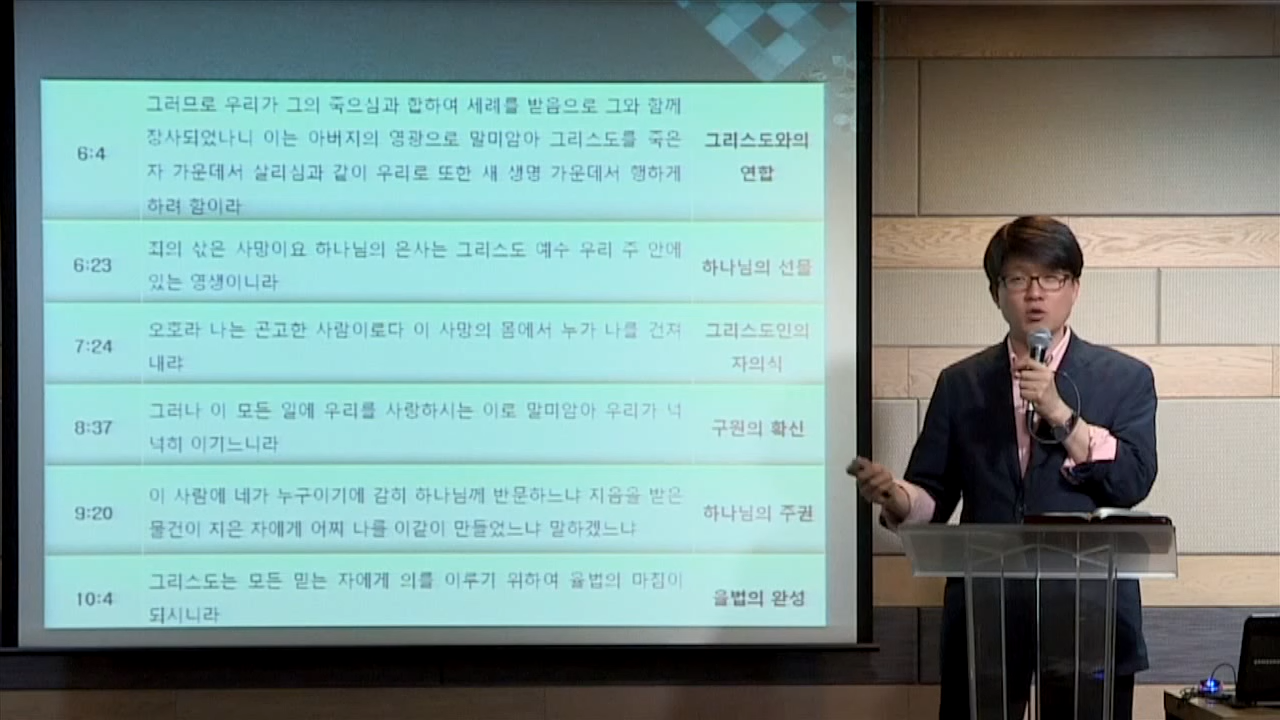 6:4
그러므로 우리가 그의 죽으심과 합하여 세례를 받음으로 그와 함께
장사되었나니 이는 아버지의 영광으로 말미암아 그리스도를 죽은
자 가운데서 살리심과 같이 우리로 또한 새 생명 가운데서 행하게
하려 함이라
그리스도와의
연합
6:23
죄의 삯은 사망이요 하나님의 은사는 그리스도 예수 우리 주 안에
있는 영생이니라
하나님의 선물
7:24
오호라 나는 곤고한 사람이로다 이 사망의 몸에서 누가 나를 건져
내랴
그리스도인의
자의식
8:37
그러나 이 모든 일에 우리를 사랑하시는 이로 말미암아 우리가 넉
넉히 이기느니라
구원의 확신
9:20
이 사람아 네가 누구이기에 감히 하나님께 반문하느냐 지음을 받은
물건이 지은 자에게 어찌 나를 이같이 만들었느냐 말하겠느냐
하나님의 주권
10:4
그리스도는 모든 믿는 자에게 의를 이루기 위하여 율법의 마침이
되시니라
율법의 완성